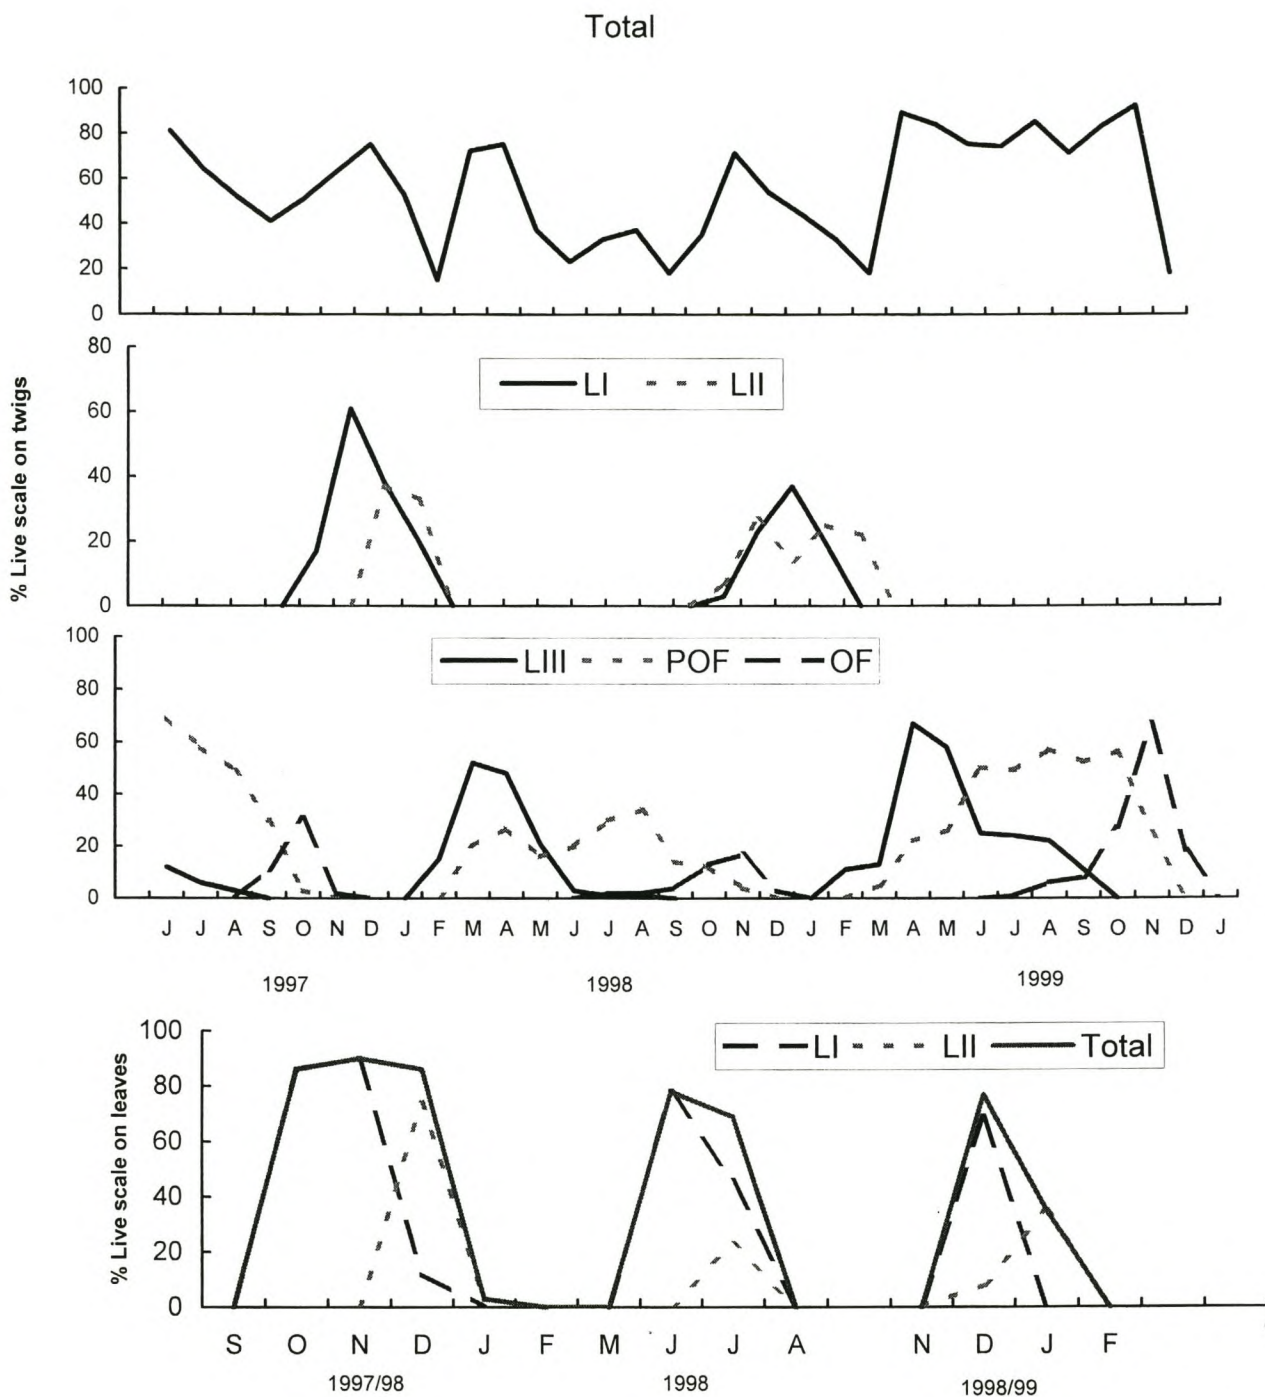 Total
100
80
60
40
20
0
% Live scale on twigs
80
60
40
20
0
LI LII
100
80
60
40
20
0
LIII POF OF
J J A S O N D J F M A M J J A S O N D J F M A M J J A S O N D J
1997 1998 1999
% Live scale on leaves
100
80
60
40
20
0
LI LII Total
S O N D J F M J J A N D J F
1997/98 1998 1998/99